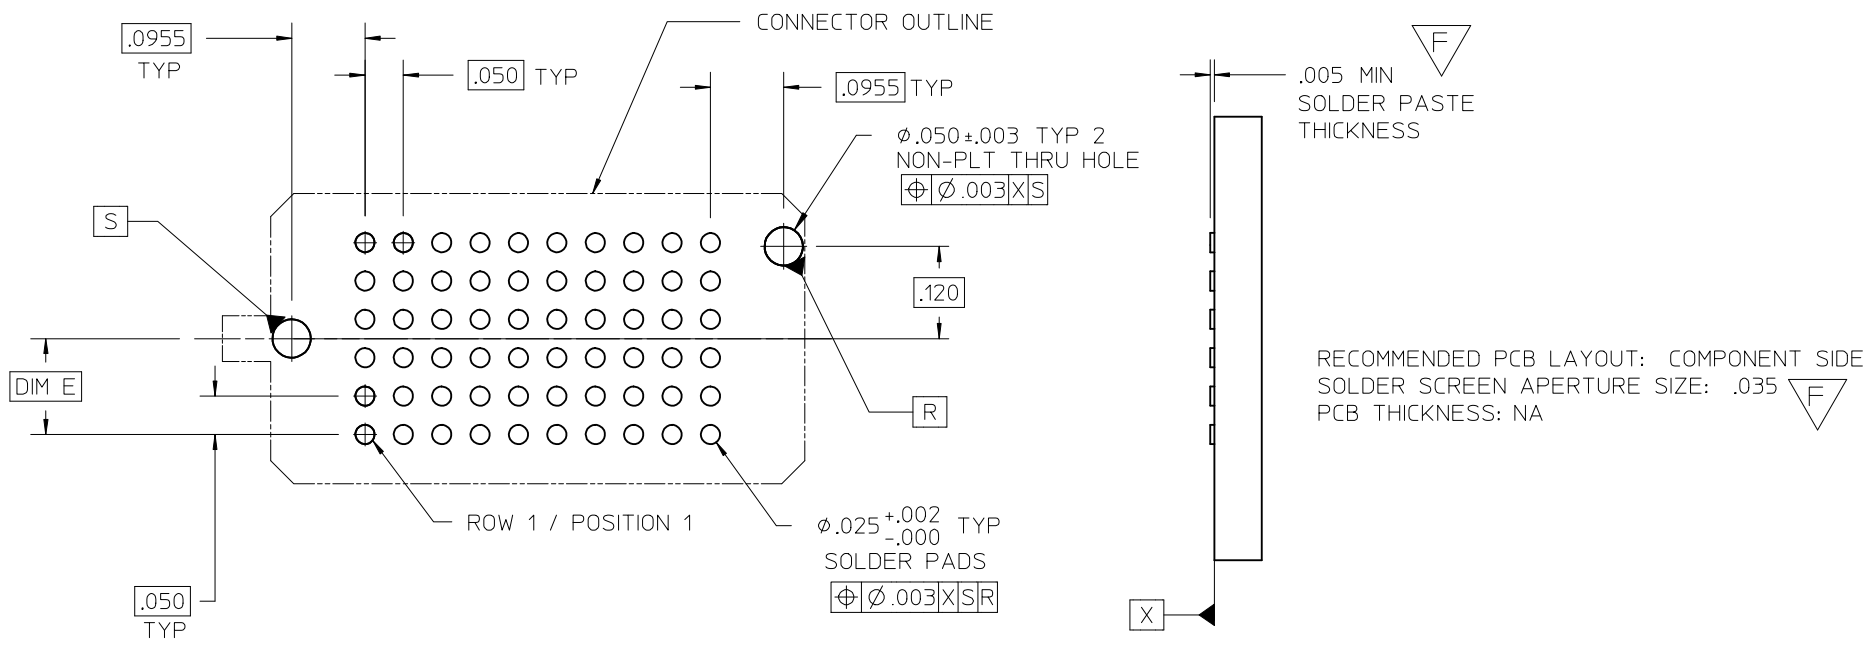 CONNECTOR OUTLINE
.0955
TYP
.050 TYP
.0955 TYP
F
.005 MIN
SOLDER PASTE
THICKNESS
⌀.050±.003 TYP 2
NON-PLT THRU HOLE
⌖ ⌀.003 X S
S
.120
DIM E
R
RECOMMENDED PCB LAYOUT: COMPONENT SIDE
SOLDER SCREEN APERTURE SIZE: .035 F
PCB THICKNESS: NA
ROW 1 / POSITION 1
⌀.025 +.002 -.000 TYP
SOLDER PADS
⌖ ⌀.003 X S R
.050
TYP
X